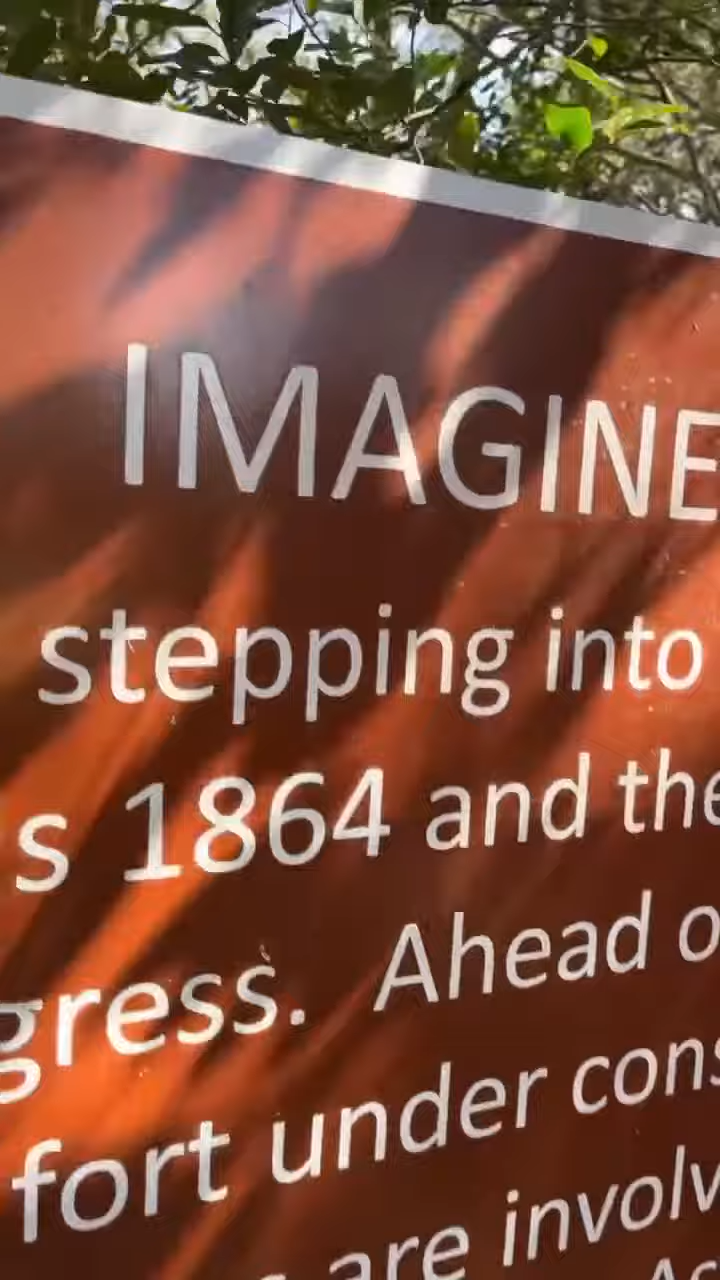 IMAGINE
stepping into
s 1864 and the
gress. Ahead o
fort under cons
are involv